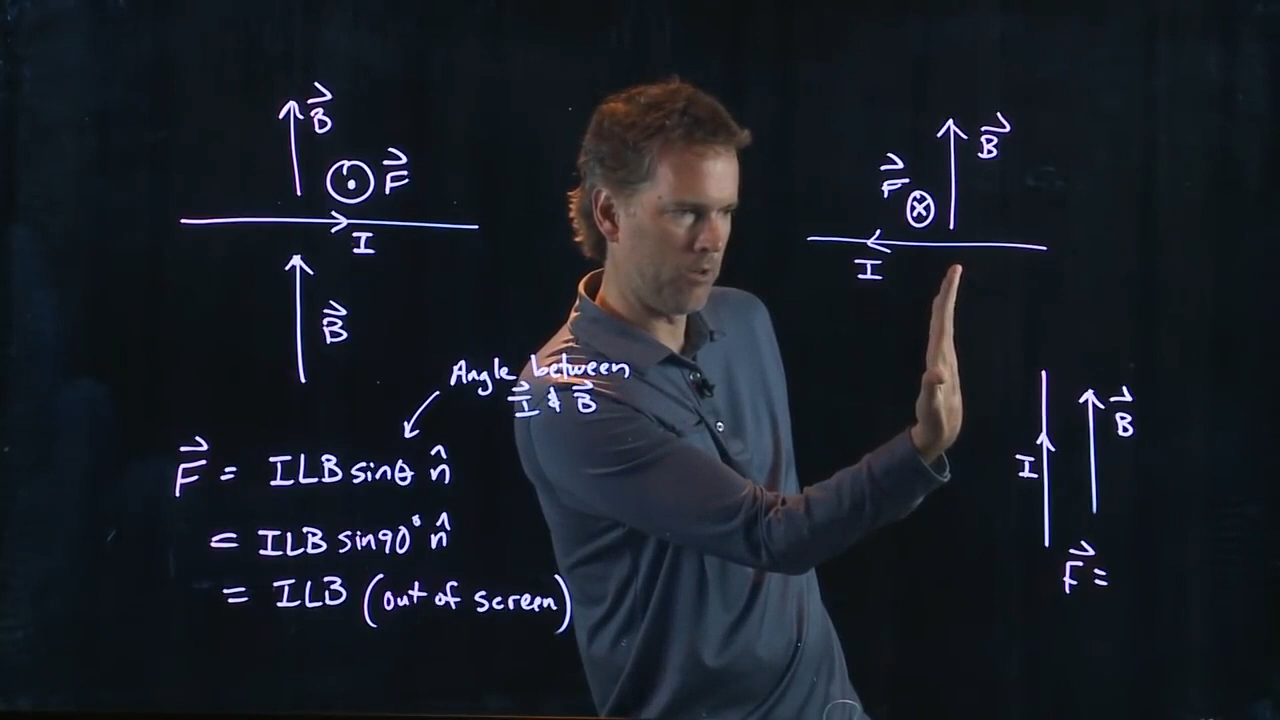 B⃗
F⃗
I
B⃗
Angle between
I⃗ & B⃗
F⃗ = ILB sinθ n̂
= ILB sin90° n̂
= ILB (out of screen)
B⃗
F⃗
I
B⃗
I
F⃗ =